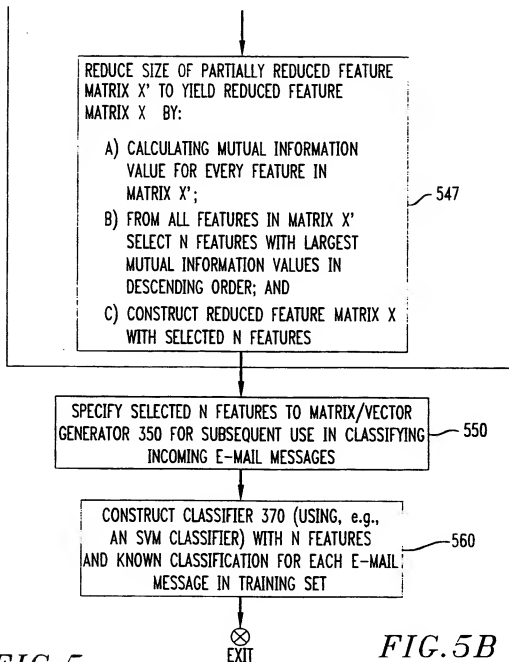 REDUCE SIZE OF PARTIALLY REDUCED FEATURE
MATRIX X' TO YIELD REDUCED FEATURE
MATRIX X BY:
A) CALCULATING MUTUAL INFORMATION
VALUE FOR EVERY FEATURE IN
MATRIX X';
B) FROM ALL FEATURES IN MATRIX X'
SELECT N FEATURES WITH LARGEST
MUTUAL INFORMATION VALUES IN
DESCENDING ORDER; AND
C) CONSTRUCT REDUCED FEATURE MATRIX X
WITH SELECTED N FEATURES
547
SPECIFY SELECTED N FEATURES TO MATRIX/VECTOR
GENERATOR 350 FOR SUBSEQUENT USE IN CLASSIFYING
INCOMING E-MAIL MESSAGES
550
CONSTRUCT CLASSIFIER 370 (USING, e.g.,
AN SVM CLASSIFIER) WITH N FEATURES
AND KNOWN CLASSIFICATION FOR EACH E-MAIL
MESSAGE IN TRAINING SET
560
EXIT
FIG.5B